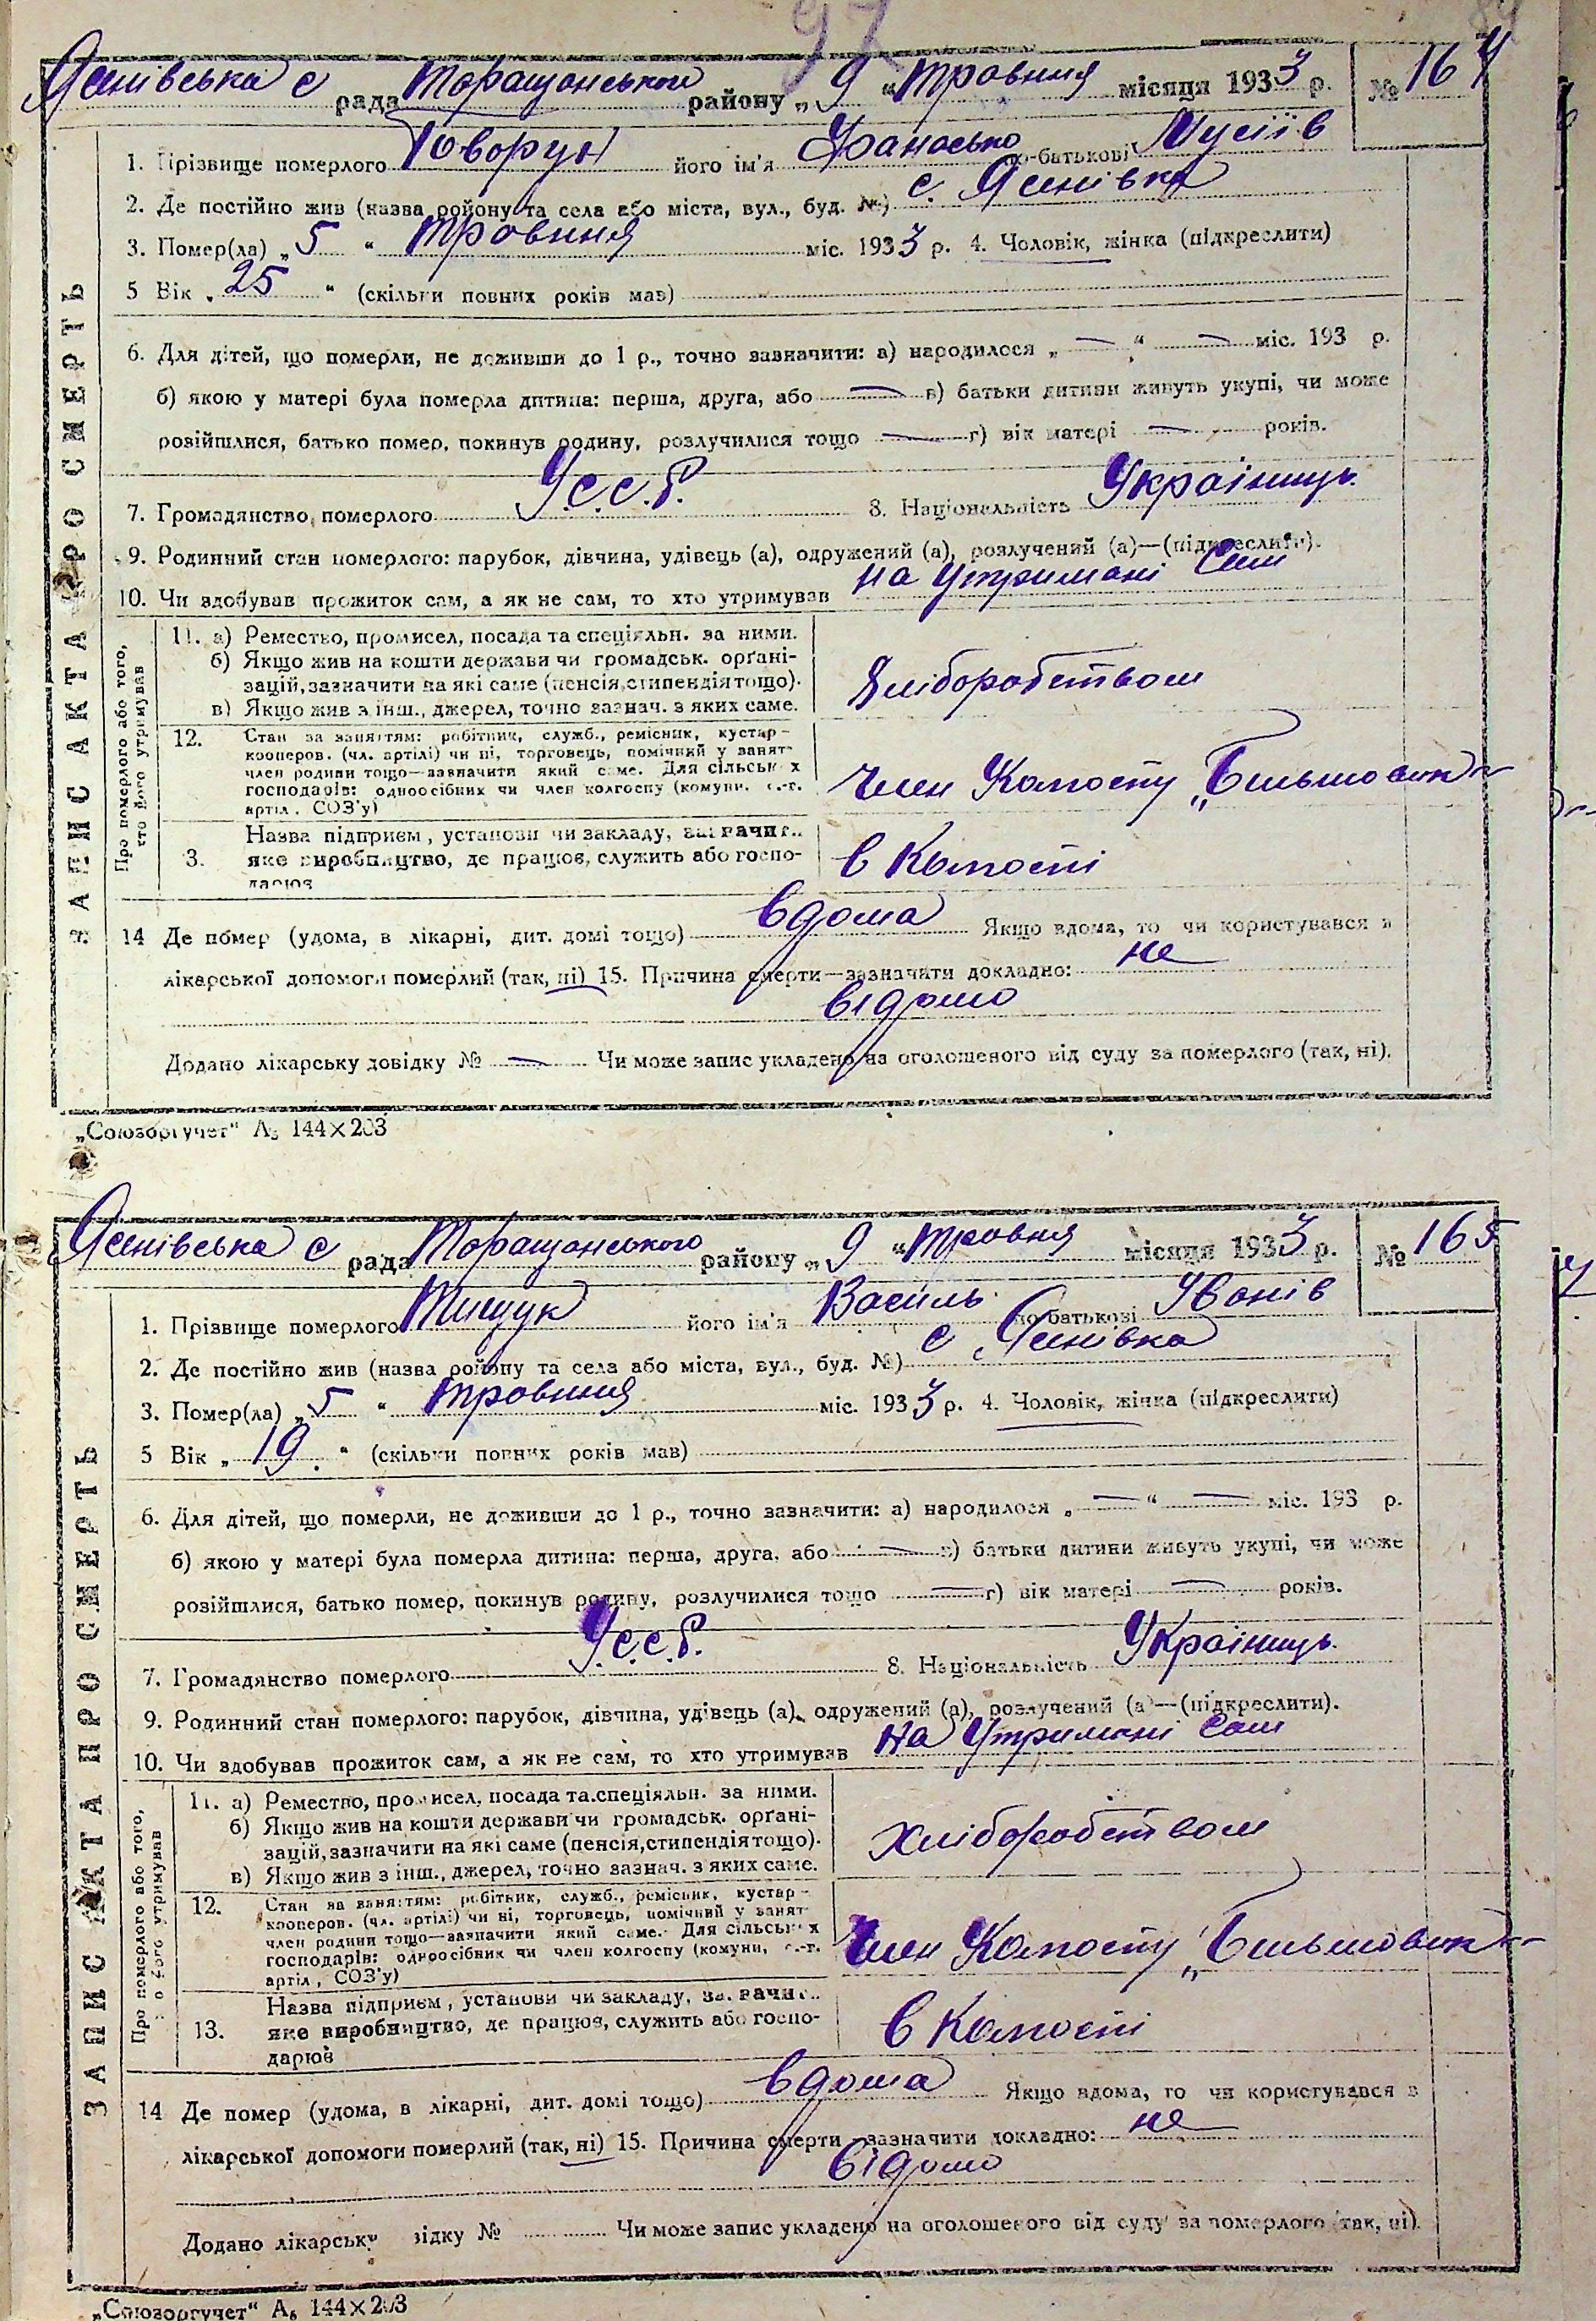 97
Ясинівська с рада Таращанського району „ 9 “ травня місяця 1933 р. № 164
1. Прізвище померлого Говорун його ім'я Фанасько по-батькові Мусіїв
2. Де постійно жив (назва району та села або міста, вул., буд. №) с. Ясинівка
3. Помер(ла) „ 5 “ травня міс. 1933 р. 4. Чоловік, жінка (підкреслити)
5 Вік „ 25 “ (скільки повних років мав)
6. Для дітей, що померли, не доживши до 1 р., точно зазначити: а) народилося „ — “ — міс. 193 р.
б) якою у матері була померла дитина: перша, друга, або — в) батьки дитини живуть укупі, чи може
розійшлися, батько помер, покинув родину, розлучилися тощо — г) вік матері — років.
7. Громадянство померлого У.С.С.Р. 8. Національність Українець
9. Родинний стан померлого: парубок, дівчина, удівець (а), одружений (а), розлучений (а)—(підкреслити).
10. Чи здобував прожиток сам, а як не сам, то хто утримував на утримані сам
ЗАПИС АКТА ПРО СМЕРТЬ
Про померлого або того, хто його утримував
11. а) Ремество, промисел, посада та спеціяльн. за ними.
б) Якщо жив на кошти держави чи громадськ. орґані-
зацій, зазначити на які саме (пенсія, стипендія тощо).
в) Якщо жив з інш., джерел, точно зазнач. з яких саме.
Хліборобством
12. Стан за заняттям: робітник, служб., ремісник, кустар-
кооперов. (чл. артілі) чи ні, торговець, помічний у занят
член родини тощо—зазначити який саме. Для сільських
господарів: одноосібник чи член колгоспу (комуни, с.-г.
артіл, СОЗ'у)
член Колгоспу „Більшовик“
3. Назва підприєм, установи чи закладу, зазначит..
яке виробництво, де працює, служить або госпо-
дарює
в Колгоспі
14 Де помер (удома, в лікарні, дит. домі тощо) вдома Якщо вдома, то чи користувався з
лікарської допомоги померлий (так, ні) 15. Причина смерти—зазначити докладно: не
відомо
Додано лікарську довідку № — Чи може запис укладено на оголошеного від суду за померлого (так, ні).
„Союзоргучет“ А₅ 144×203
Ясинівська с рада Таращанського району „ 9 “ травня місяця 1933 р. № 165
1. Прізвище померлого Тищук його ім'я Василь по батькові Іванів
2. Де постійно жив (назва району та села або міста, вул., буд. №) с Ясинівка
3. Помер(ла) „ 5 “ травня міс. 1933 р. 4. Чоловік, жінка (підкреслити)
5 Вік „ 19 “ (скільки повних років мав)
6. Для дітей, що померли, не доживши до 1 р., точно зазначити: а) народилося „ — “ — міс. 193 р.
б) якою у матері була померла дитина: перша, друга, або — в) батьки дитини живуть укупі, чи може
розійшлися, батько помер, покинув родину, розлучилися тощо — г) вік матері — років.
7. Громадянство померлого У.С.С.Р. 8. Національність Українець
9. Родинний стан померлого: парубок, дівчина, удівець (а), одружений (а), розлучений (а)—(підкреслити).
10. Чи здобував прожиток сам, а як не сам, то хто утримував на утримані сам
ЗАПИС АКТА ПРО СМЕРТЬ
Про померлого або того, хто його утримував
11. а) Ремество, промисел, посада та спеціяльн. за ними.
б) Якщо жив на кошти держави чи громадськ. орґані-
зацій, зазначити на які саме (пенсія, стипендія тощо).
в) Якщо жив з інш., джерел, точно зазнач. з яких саме.
хліборобством
12. Стан за заняттям: робітник, служб., ремісник, кустар-
кооперов. (чл. артілі) чи ні, торговець, помічний у занят
член родини тощо—зазначити який саме. Для сільських
господарів: одноосібник чи член колгоспу (комуни, с.-г.
артіл, СОЗ'у)
член Колгоспу „Більшовик“
13. Назва підприєм, установи чи закладу, зазначит..
яке виробництво, де працює, служить або госпо-
дарює
в Колгоспі
14 Де помер (удома, в лікарні, дит. домі тощо) вдома Якщо вдома, то чи користувався з
лікарської допомоги померлий (так, ні) 15. Причина смерти зазначити докладно: не
відомо
Додано лікарську довідку № Чи може запис укладено на оголошеного від суду за померлого (так, ні).
„Союзоргучет“ А₅ 144×203